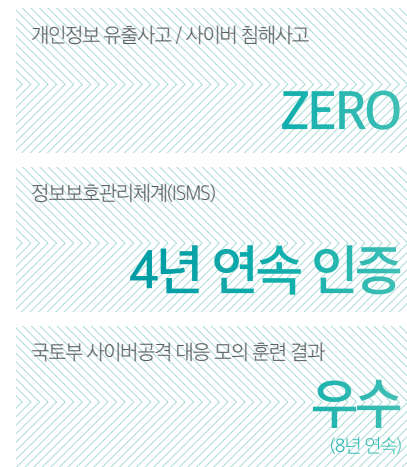 개인정보 유출사고 / 사이버 침해사고
ZERO
정보보호관리체계(ISMS)
4년 연속 인증
국토부 사이버공격 대응 모의 훈련 결과
우수
(8년 연속)